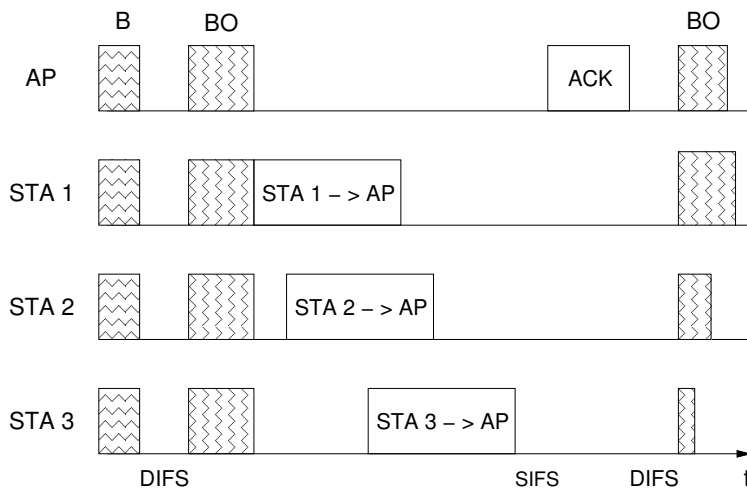 B BO BO
AP ACK
STA 1 STA 1 – > AP
STA 2 STA 2 – > AP
STA 3 STA 3 – > AP
DIFS SIFS DIFS t